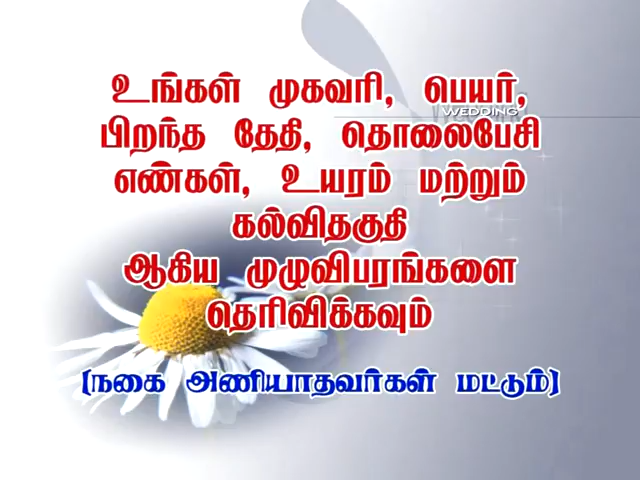 உங்கள் முகவரி, பெயர்,
WEDDING
பிறந்த தேதி, தொலைபேசி
எண்கள், உயரம் மற்றும்
கல்விதகுதி
ஆகிய முழுவிபரங்களை
தெரிவிக்கவும்
(நகை அணியாதவர்கள் மட்டும்)